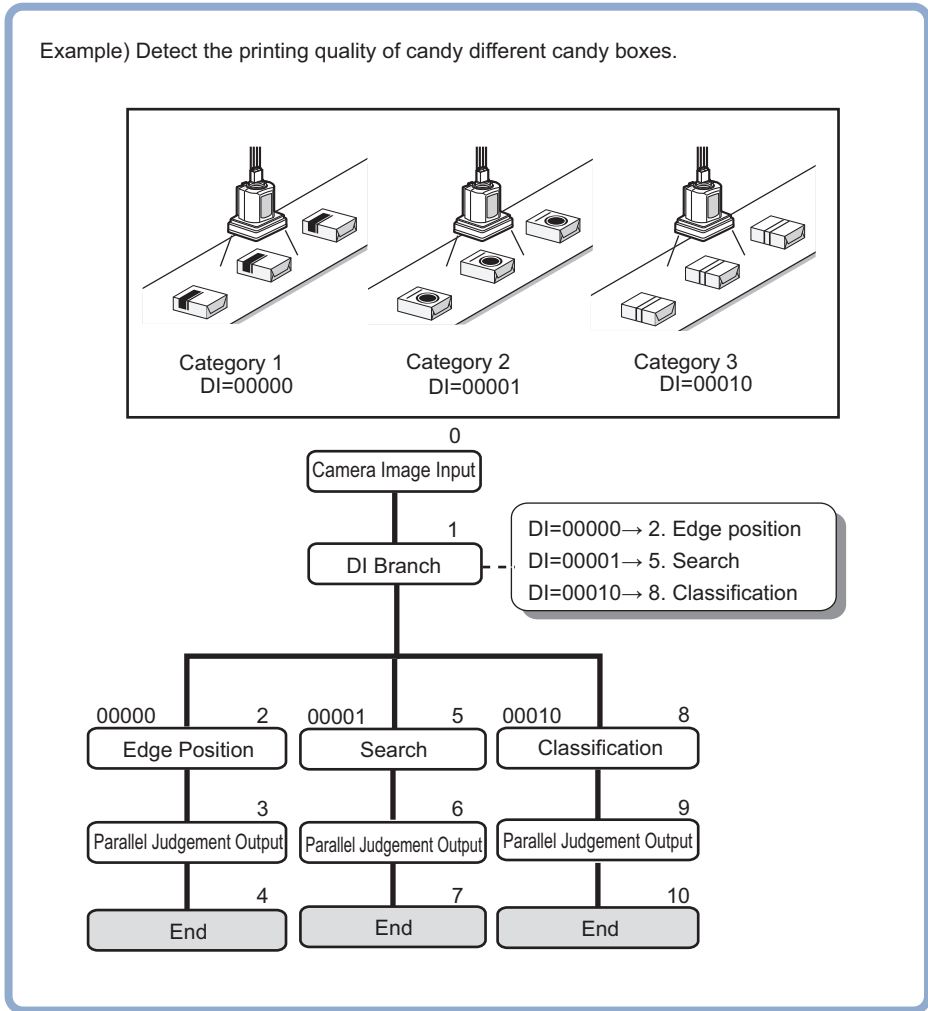 Example) Detect the printing quality of candy different candy boxes.
Category 1
DI=00000
Category 2
DI=00001
Category 3
DI=00010
0
Camera Image Input
1
DI Branch
DI=00000→ 2. Edge position
DI=00001→ 5. Search
DI=00010→ 8. Classification
00000 2
Edge Position
00001 5
Search
00010 8
Classification
3
Parallel Judgement Output
6
Parallel Judgement Output
9
Parallel Judgement Output
4
End
7
End
10
End